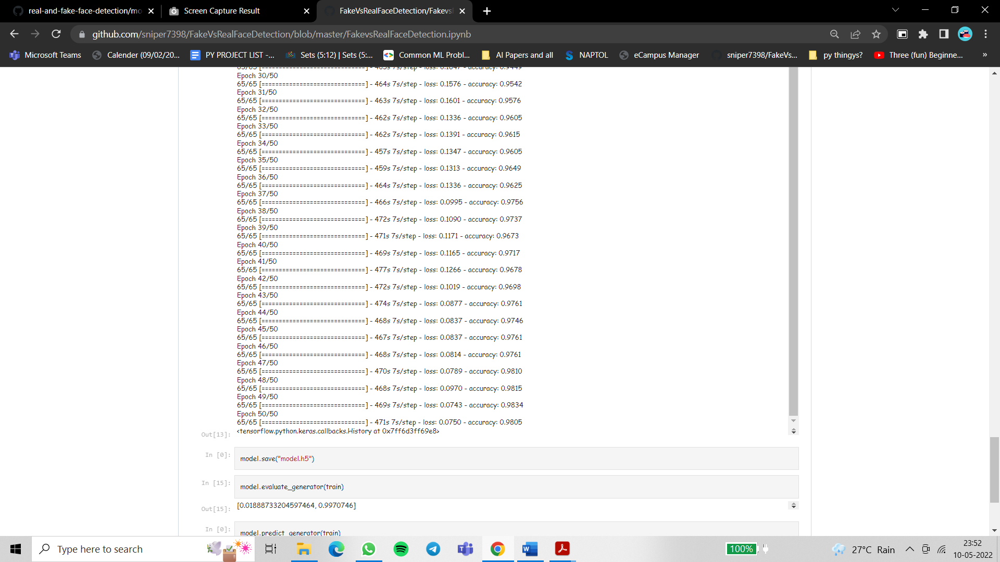 real-and-fake-face-detection/mo
Screen Capture Result
FakeVsRealFaceDetection/Fakevs
github.com/sniper7398/FakeVsRealFaceDetection/blob/master/FakevsRealFaceDetection.ipynb
Microsoft Teams
Calender (09/02/20...
PY PROJECT LIST -...
Sets (5:12) | Sets (5:...
Common ML Probl...
AI Papers and all
NAPTOL
eCampus Manager
sniper7398/FakeVs...
py thingys?
Three (fun) Beginne...
»
65/65 [==============================] - 465s 7s/step - loss: 0.1647 - accuracy: 0.9449
Epoch 30/50
65/65 [==============================] - 464s 7s/step - loss: 0.1576 - accuracy: 0.9542
Epoch 31/50
65/65 [==============================] - 463s 7s/step - loss: 0.1601 - accuracy: 0.9576
Epoch 32/50
65/65 [==============================] - 462s 7s/step - loss: 0.1336 - accuracy: 0.9605
Epoch 33/50
65/65 [==============================] - 462s 7s/step - loss: 0.1391 - accuracy: 0.9615
Epoch 34/50
65/65 [==============================] - 457s 7s/step - loss: 0.1347 - accuracy: 0.9605
Epoch 35/50
65/65 [==============================] - 459s 7s/step - loss: 0.1313 - accuracy: 0.9649
Epoch 36/50
65/65 [==============================] - 464s 7s/step - loss: 0.1336 - accuracy: 0.9625
Epoch 37/50
65/65 [==============================] - 466s 7s/step - loss: 0.0995 - accuracy: 0.9756
Epoch 38/50
65/65 [==============================] - 472s 7s/step - loss: 0.1090 - accuracy: 0.9737
Epoch 39/50
65/65 [==============================] - 471s 7s/step - loss: 0.1171 - accuracy: 0.9673
Epoch 40/50
65/65 [==============================] - 469s 7s/step - loss: 0.1165 - accuracy: 0.9717
Epoch 41/50
65/65 [==============================] - 477s 7s/step - loss: 0.1266 - accuracy: 0.9678
Epoch 42/50
65/65 [==============================] - 472s 7s/step - loss: 0.1019 - accuracy: 0.9698
Epoch 43/50
65/65 [==============================] - 474s 7s/step - loss: 0.0877 - accuracy: 0.9761
Epoch 44/50
65/65 [==============================] - 468s 7s/step - loss: 0.0837 - accuracy: 0.9746
Epoch 45/50
65/65 [==============================] - 467s 7s/step - loss: 0.0837 - accuracy: 0.9761
Epoch 46/50
65/65 [==============================] - 468s 7s/step - loss: 0.0814 - accuracy: 0.9761
Epoch 47/50
65/65 [==============================] - 470s 7s/step - loss: 0.0789 - accuracy: 0.9810
Epoch 48/50
65/65 [==============================] - 468s 7s/step - loss: 0.0970 - accuracy: 0.9815
Epoch 49/50
65/65 [==============================] - 469s 7s/step - loss: 0.0743 - accuracy: 0.9834
Epoch 50/50
65/65 [==============================] - 471s 7s/step - loss: 0.0750 - accuracy: 0.9805
Out[13]: <tensorflow.python.keras.callbacks.History at 0x7ff6d3ff69e8>
In [0]: model.save("model.h5")
In [15]: model.evaluate_generator(train)
Out[15]: [0.01888733204597464, 0.9970746]
In [0]: model.predict_generator(train)
Type here to search
100%
27°C Rain
23:52
10-05-2022